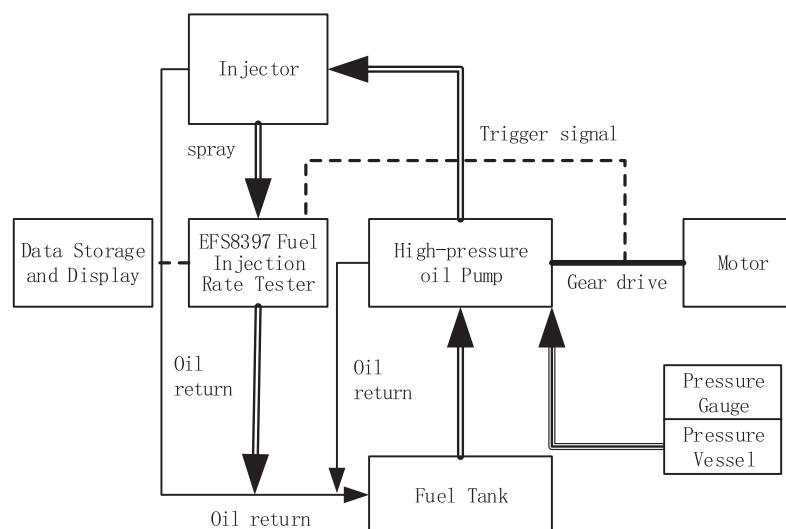 Injector
Trigger signal
spray
EFS8397 Fuel
Injection
Rate Tester
Data Storage
and Display
High-pressure
oil Pump
Motor
Gear drive
Oil
return
Oil
return
Pressure
Gauge
Pressure
Vessel
Fuel Tank
Oil return